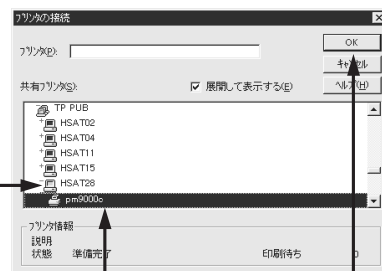 プリンタの接続
プリンタ(P):
OK
キャンセル
ヘルプ(H)
共有プリンタ(S):
展開して表示する(E)
TP PUB
HSAT02
HSAT04
HSAT11
HSAT15
HSAT28
pm9000c
プリンタ情報
説明
状態 準備完了 印刷待ち 0